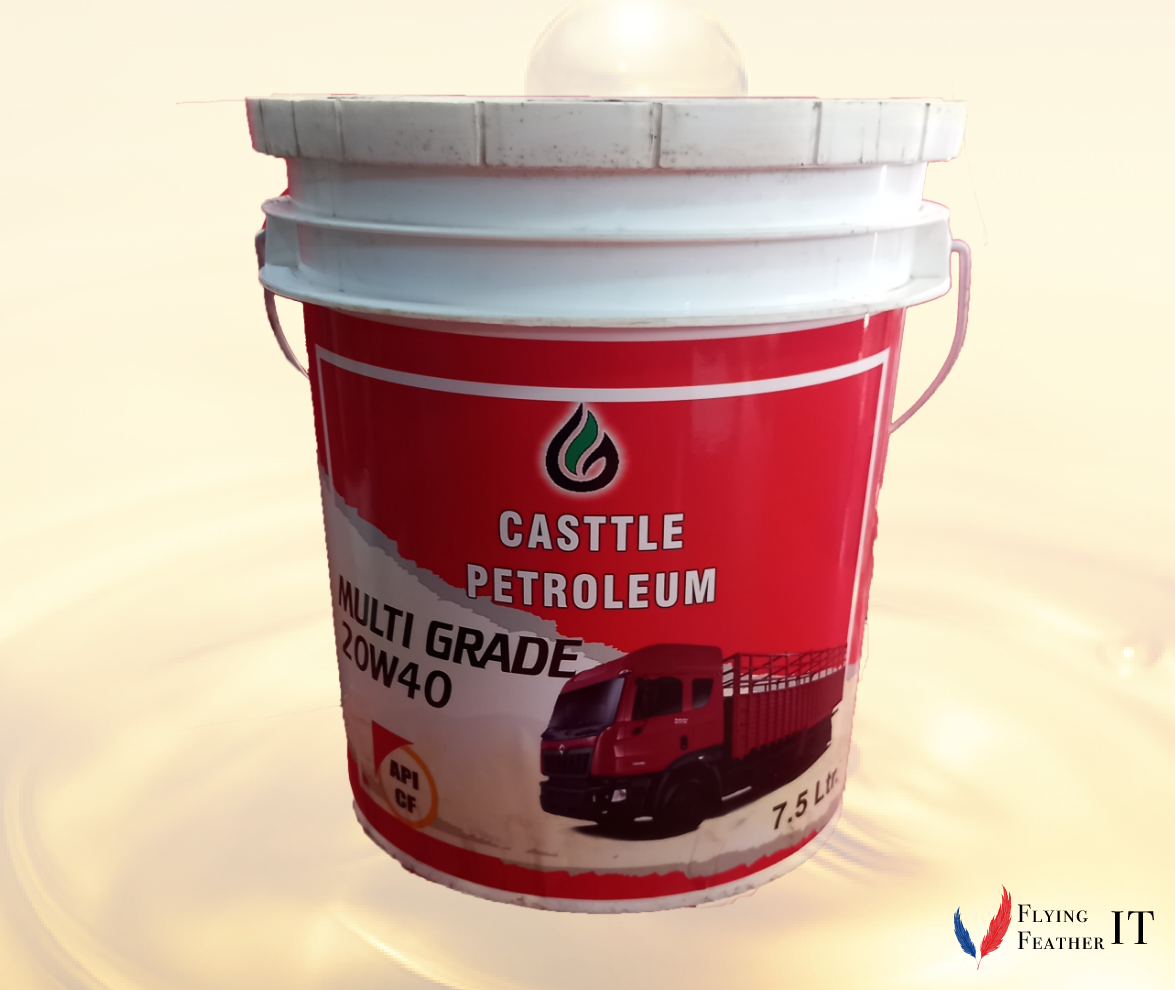 CASTTLE
PETROLEUM
MULTI GRADE
20W40
API
CF
7.5 Ltr.
FLYING
FEATHER IT